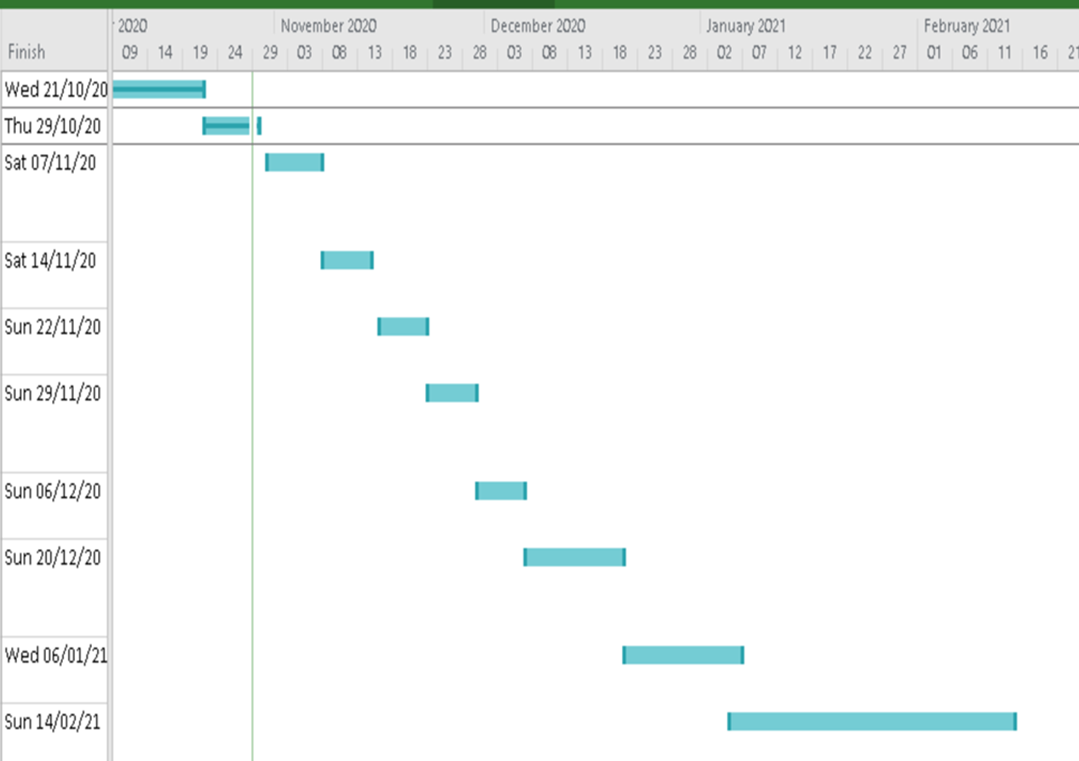 2020 November 2020 December 2020 January 2021 February 2021
Finish 09 14 19 24 29 03 08 13 18 23 28 03 08 13 18 23 28 02 07 12 17 22 27 01 06 11 16 21
Wed 21/10/20
Thu 29/10/20
Sat 07/11/20
Sat 14/11/20
Sun 22/11/20
Sun 29/11/20
Sun 06/12/20
Sun 20/12/20
Wed 06/01/21
Sun 14/02/21